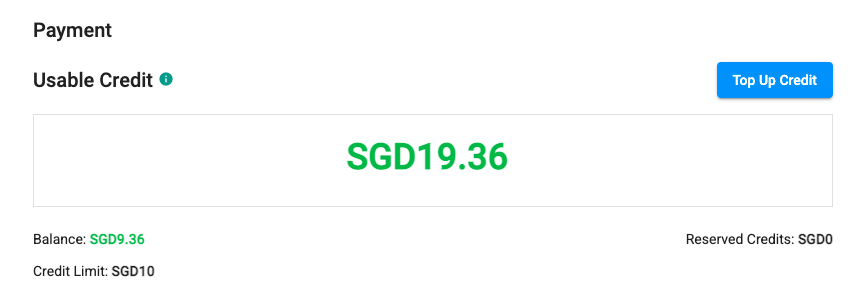 Payment
Usable Credit
Top Up Credit
SGD19.36
Balance: SGD9.36
Reserved Credits: SGD0
Credit Limit: SGD10